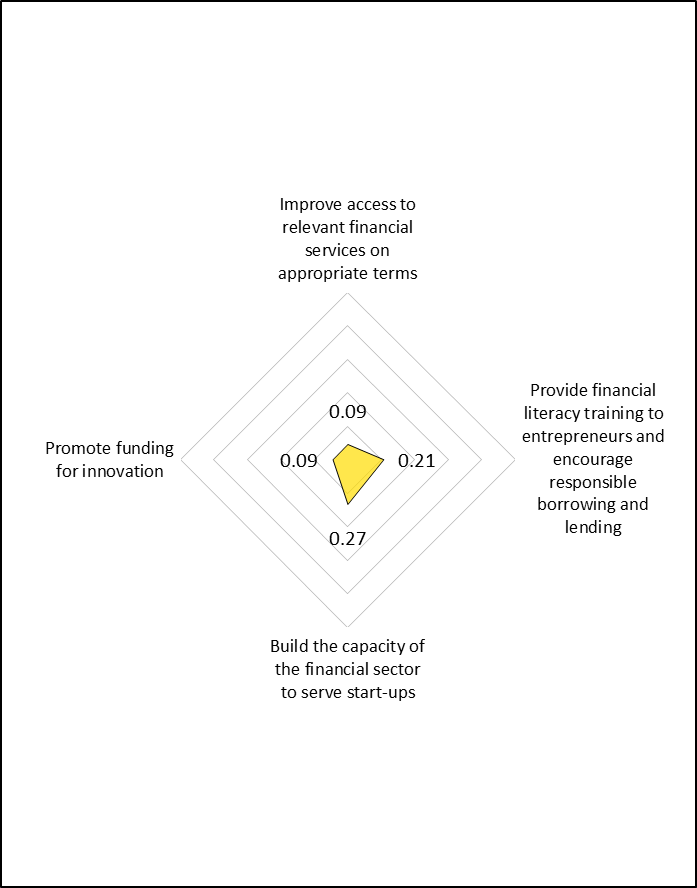 Improve access to
relevant financial
services on
appropriate terms
Provide financial
literacy training to
entrepreneurs and
encourage
responsible
borrowing and
lending
Build the capacity of
the financial sector
to serve start-ups
Promote funding
for innovation
0.09
0.21
0.27
0.09